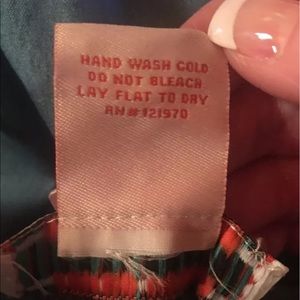 HAND WASH COLD
DO NOT BLEACH
LAY FLAT TO DRY
RN#121970